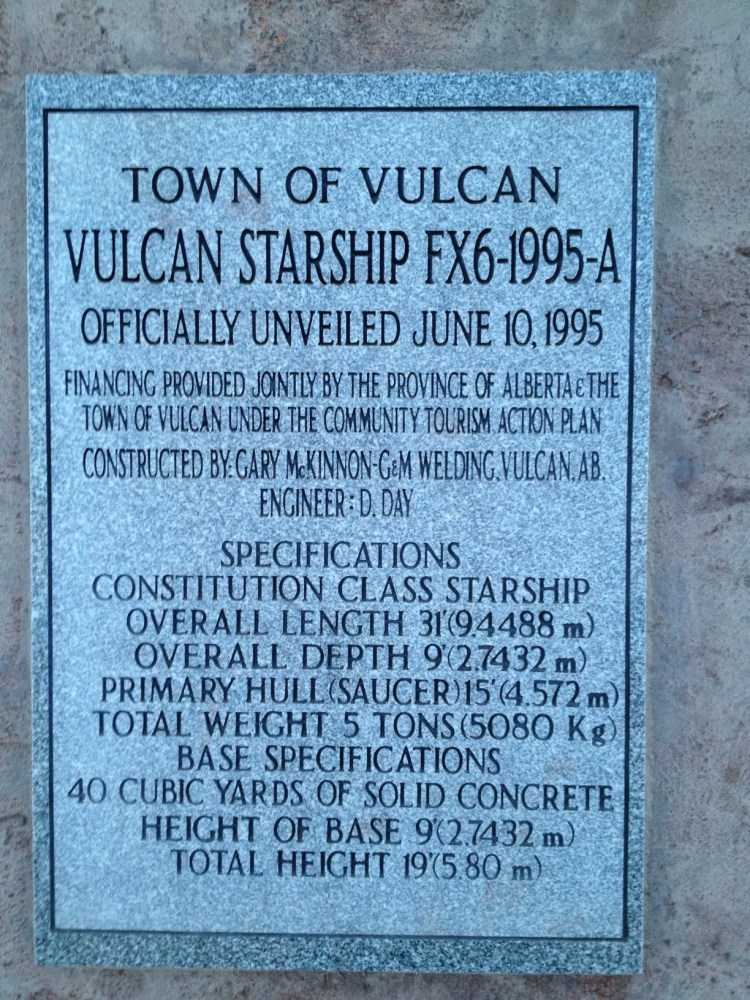 TOWN OF VULCAN
VULCAN STARSHIP FX6-1995-A
OFFICIALLY UNVEILED JUNE 10, 1995
FINANCING PROVIDED JOINTLY BY THE PROVINCE OF ALBERTA & THE
TOWN OF VULCAN UNDER THE COMMUNITY TOURISM ACTION PLAN
CONSTRUCTED BY: GARY McKINNON-G&M WELDING, VULCAN, AB.
ENGINEER: D. DAY
SPECIFICATIONS
CONSTITUTION CLASS STARSHIP
OVERALL LENGTH 31'(9.4488 m)
OVERALL DEPTH 9'(2.7432 m)
PRIMARY HULL (SAUCER) 15'(4.572 m)
TOTAL WEIGHT 5 TONS (5080 Kg)
BASE SPECIFICATIONS
40 CUBIC YARDS OF SOLID CONCRETE
HEIGHT OF BASE 9'(2.7432 m)
TOTAL HEIGHT 19'(5.80 m)